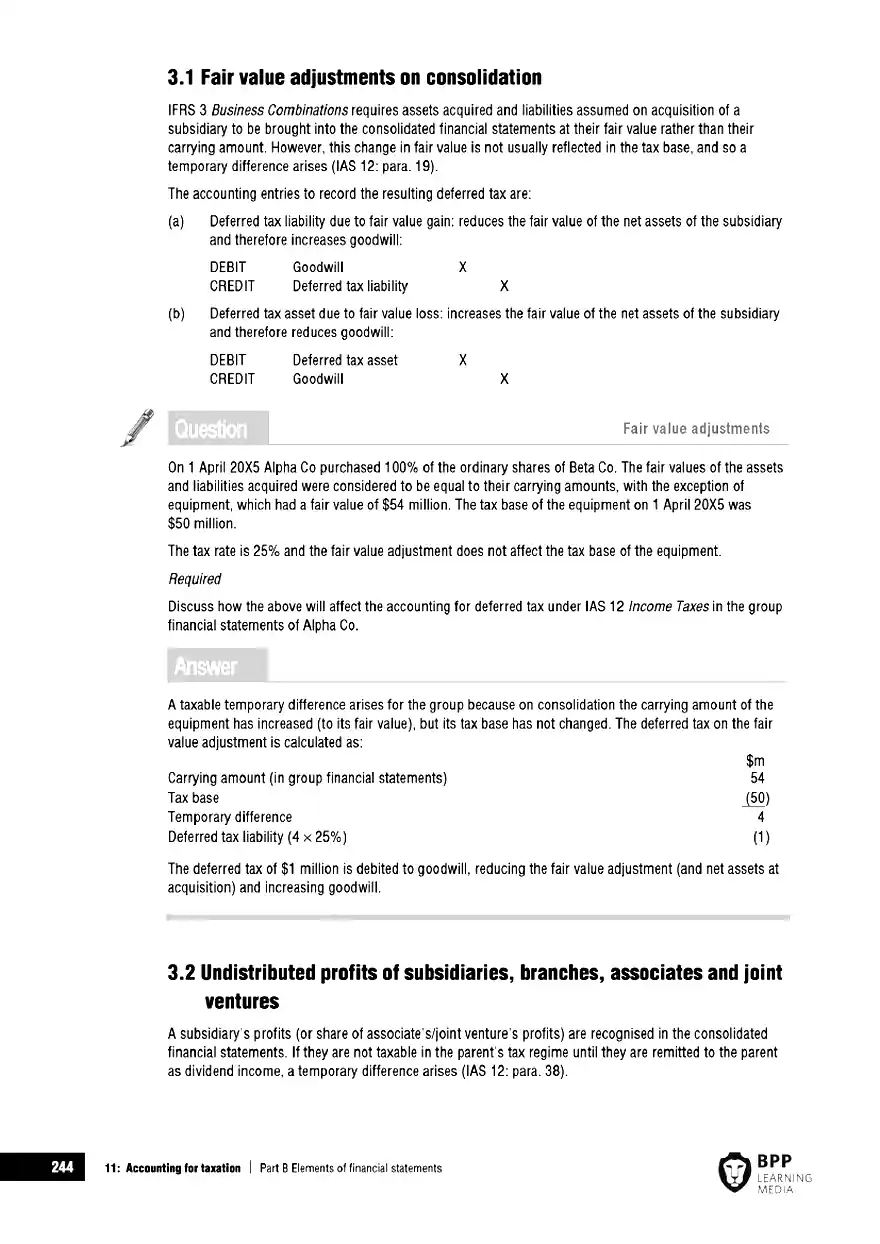 3.1 Fair value adjustments on consolidation
IFRS 3 Business Combinations requires assets acquired and liabilities assumed on acquisition of a
subsidiary to be brought into the consolidated financial statements at their fair value rather than their
carrying amount. However, this change in fair value is not usually reflected in the tax base, and so a
temporary difference arises (IAS 12: para. 19).
The accounting entries to record the resulting deferred tax are:
(a) Deferred tax liability due to fair value gain: reduces the fair value of the net assets of the subsidiary
and therefore increases goodwill:
DEBIT Goodwill X
CREDIT Deferred tax liability X
(b) Deferred tax asset due to fair value loss: increases the fair value of the net assets of the subsidiary
and therefore reduces goodwill:
DEBIT Deferred tax asset X
CREDIT Goodwill X
Question Fair value adjustments
On 1 April 20X5 Alpha Co purchased 100% of the ordinary shares of Beta Co. The fair values of the assets
and liabilities acquired were considered to be equal to their carrying amounts, with the exception of
equipment, which had a fair value of $54 million. The tax base of the equipment on 1 April 20X5 was
$50 million.
The tax rate is 25% and the fair value adjustment does not affect the tax base of the equipment.
Required
Discuss how the above will affect the accounting for deferred tax under IAS 12 Income Taxes in the group
financial statements of Alpha Co.
Answer
A taxable temporary difference arises for the group because on consolidation the carrying amount of the
equipment has increased (to its fair value), but its tax base has not changed. The deferred tax on the fair
value adjustment is calculated as:
$m
Carrying amount (in group financial statements) 54
Tax base (50)
Temporary difference 4
Deferred tax liability (4 × 25%) (1)
The deferred tax of $1 million is debited to goodwill, reducing the fair value adjustment (and net assets at
acquisition) and increasing goodwill.
3.2 Undistributed profits of subsidiaries, branches, associates and joint
ventures
A subsidiary's profits (or share of associate's/joint venture's profits) are recognised in the consolidated
financial statements. If they are not taxable in the parent's tax regime until they are remitted to the parent
as dividend income, a temporary difference arises (IAS 12: para. 38).
244 11: Accounting for taxation | Part B Elements of financial statements
BPP
LEARNING
MEDIA